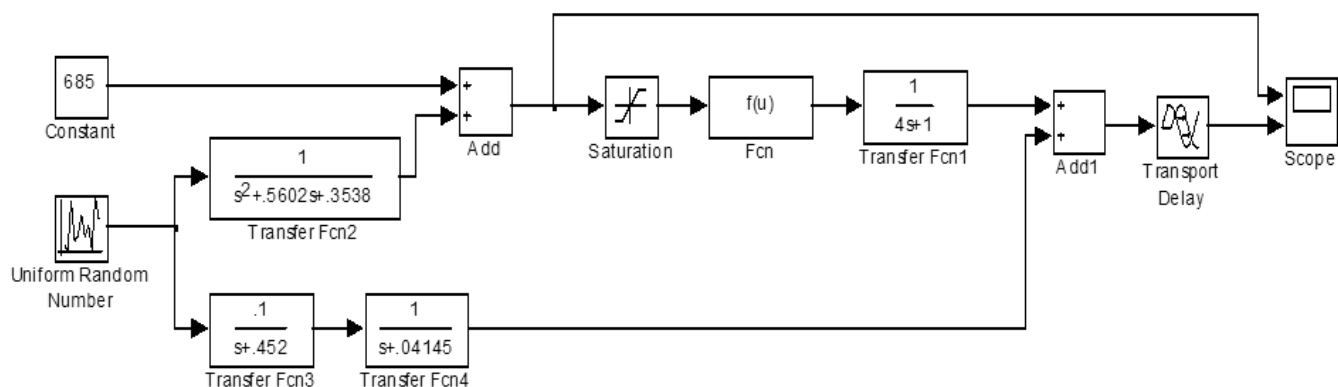 685
Constant
+
+
Add
Saturation
f(u)
Fcn
1
4s+1
Transfer Fcn1
+
+
Add1
Transport
Delay
Scope
1
s²+.5602s+.3538
Transfer Fcn2
Uniform Random
Number
.1
s+.452
Transfer Fcn3
1
s+.04145
Transfer Fcn4